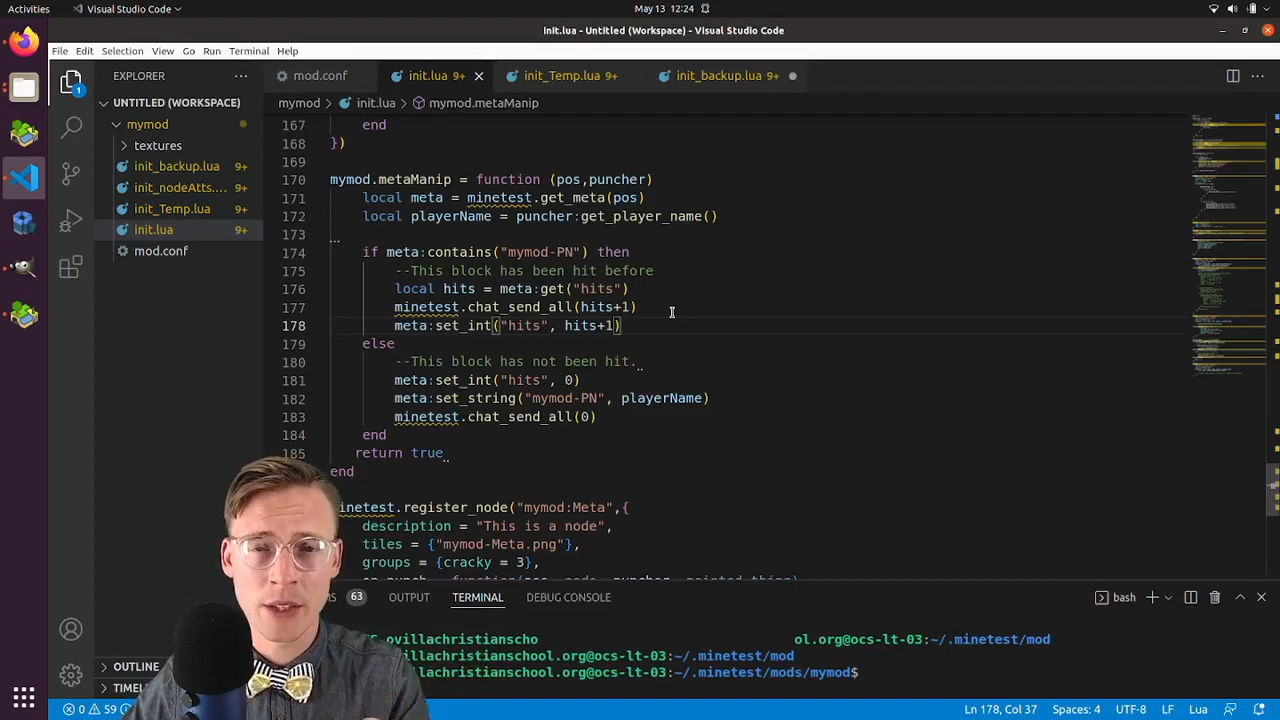 Activities
Visual Studio Code
May 13 12:24
init.lua - Untitled (Workspace) - Visual Studio Code
File Edit Selection View Go Run Terminal Help
EXPLORER
mod.conf
init.lua 9+
init_Temp.lua 9+
init_backup.lua 9+
UNTITLED (WORKSPACE)
mymod
textures
init_backup.lua 9+
init_nodeAtts.... 9+
init_Temp.lua 9+
init.lua 9+
mod.conf
OUTLINE
mymod > init.lua > mymod.metaManip
167 end
168 })
169
170 mymod.metaManip = function (pos,puncher)
171 local meta = minetest.get_meta(pos)
172 local playerName = puncher:get_player_name()
173
174 if meta:contains("mymod-PN") then
175 --This block has been hit before
176 local hits = meta:get("hits")
177 minetest.chat_send_all(hits+1)
178 meta:set_int("hits", hits+1)
179 else
180 --This block has not been hit.
181 meta:set_int("hits", 0)
182 meta:set_string("mymod-PN", playerName)
183 minetest.chat_send_all(0)
184 end
185 return true
end
inetest.register_node("mymod:Meta",{
description = "This is a node",
tiles = {"mymod-Meta.png"},
groups = {cracky = 3},
on_punch = function(pos, node, puncher, pointed_thing)
63 OUTPUT TERMINAL DEBUG CONSOLE
bash
ovillachristianscho ol.org@ocs-lt-03:~/.minetest/mod
villachristianschool.org@ocs-lt-03:~/.minetest/mod
villachristianschool.org@ocs-lt-03:~/.minetest/mods/mymod$
0 59
Ln 178, Col 37 Spaces: 4 UTF-8 LF Lua